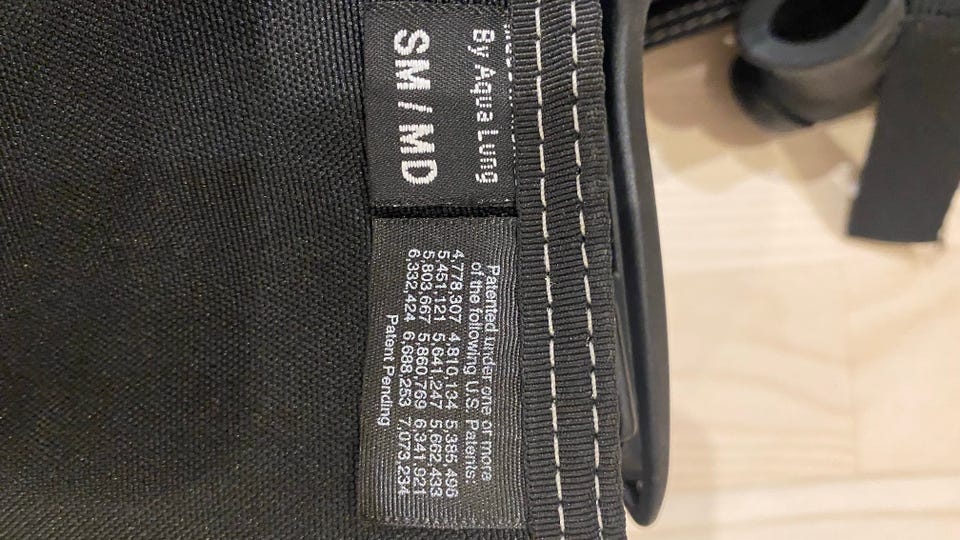 By Aqua Lung
SM/MD
Patented under one or more
of the following U.S. Patents:
4,778,307 4,810,134 5,385,496
5,451,121 5,641,247 5,662,433
5,803,667 5,860,769 6,341,921
6,332,424 6,688,253 7,073,234
Patent Pending